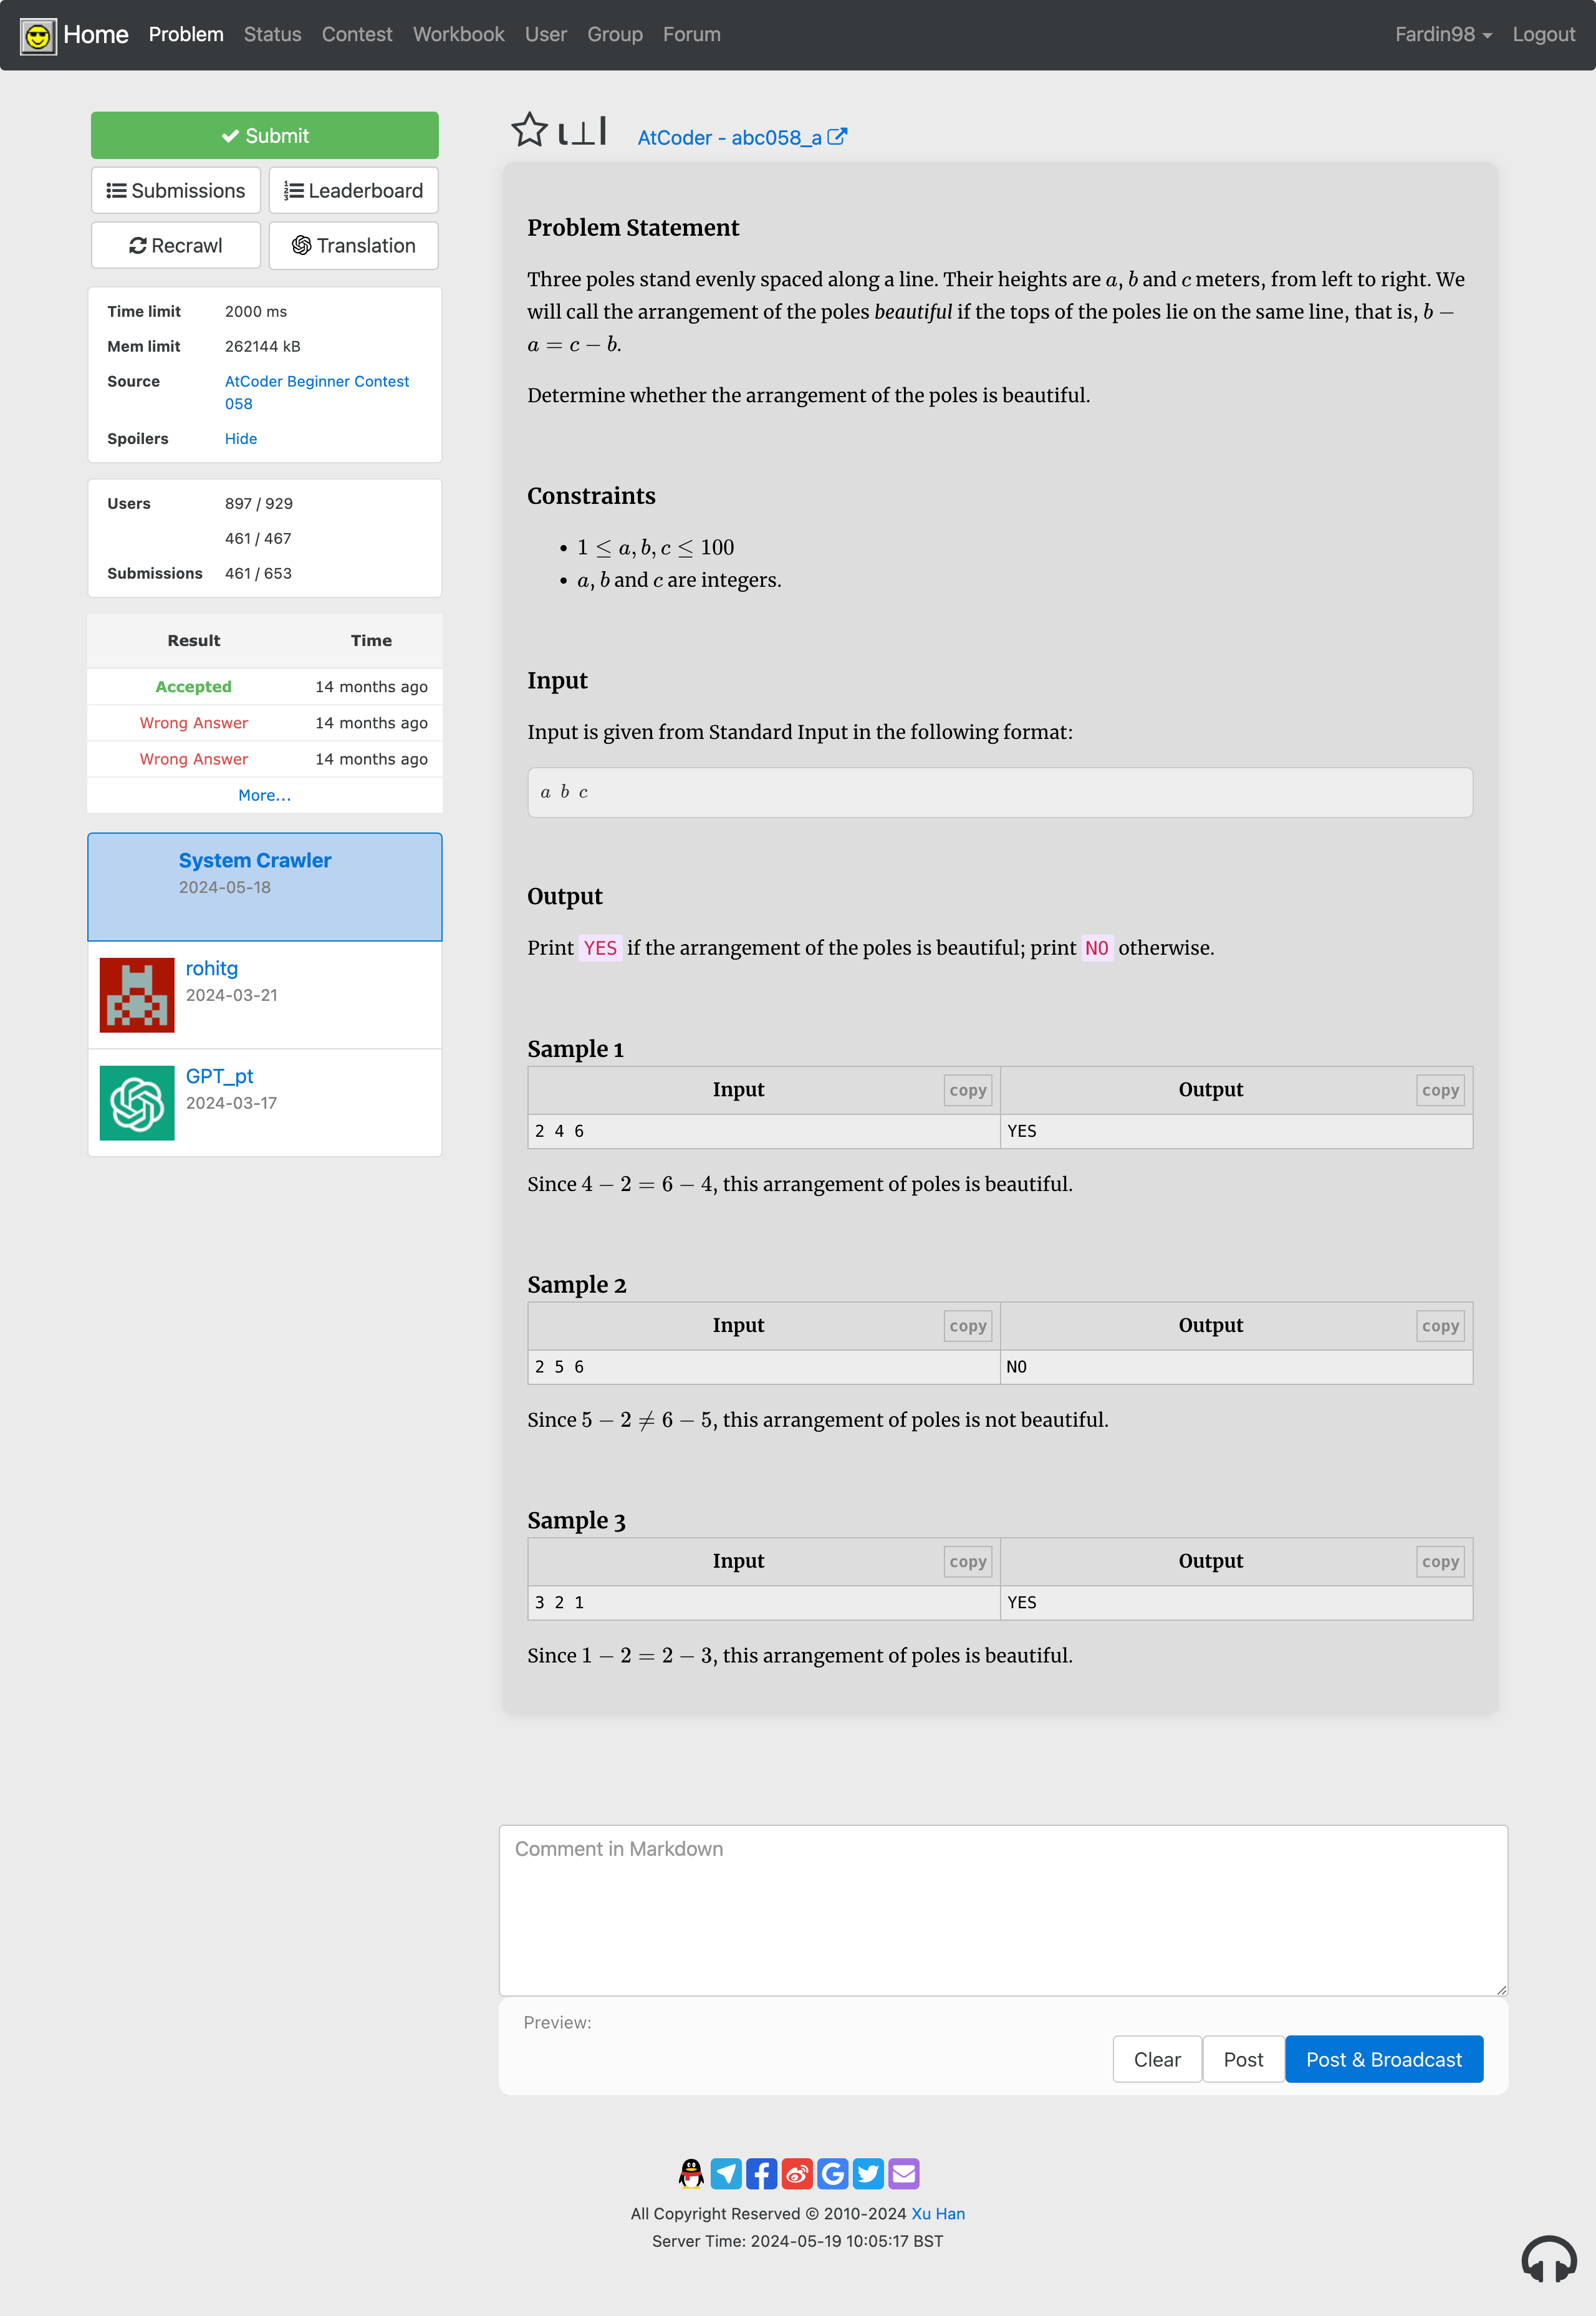 Home Problem Status Contest Workbook User Group Forum Fardin98 Logout
Submit
Submissions Leaderboard
Recrawl Translation
Time limit 2000 ms
Mem limit 262144 kB
Source AtCoder Beginner Contest
058
Spoilers Hide
Users 897 / 929
461 / 467
Submissions 461 / 653
Result Time
Accepted 14 months ago
Wrong Answer 14 months ago
Wrong Answer 14 months ago
More...
System Crawler
2024-05-18
rohitg
2024-03-21
GPT_pt
2024-03-17
ι⊥l AtCoder - abc058_a
Problem Statement
Three poles stand evenly spaced along a line. Their heights are a, b and c meters, from left to right. We
will call the arrangement of the poles beautiful if the tops of the poles lie on the same line, that is, b −
a = c − b.
Determine whether the arrangement of the poles is beautiful.
Constraints
• 1 ≤ a, b, c ≤ 100
• a, b and c are integers.
Input
Input is given from Standard Input in the following format:
a b c
Output
Print YES if the arrangement of the poles is beautiful; print NO otherwise.
Sample 1
Input copy Output copy
2 4 6 YES
Since 4 − 2 = 6 − 4, this arrangement of poles is beautiful.
Sample 2
Input copy Output copy
2 5 6 NO
Since 5 − 2 ≠ 6 − 5, this arrangement of poles is not beautiful.
Sample 3
Input copy Output copy
3 2 1 YES
Since 1 − 2 = 2 − 3, this arrangement of poles is beautiful.
Comment in Markdown
Preview:
Clear Post Post & Broadcast
All Copyright Reserved © 2010-2024 Xu Han
Server Time: 2024-05-19 10:05:17 BST